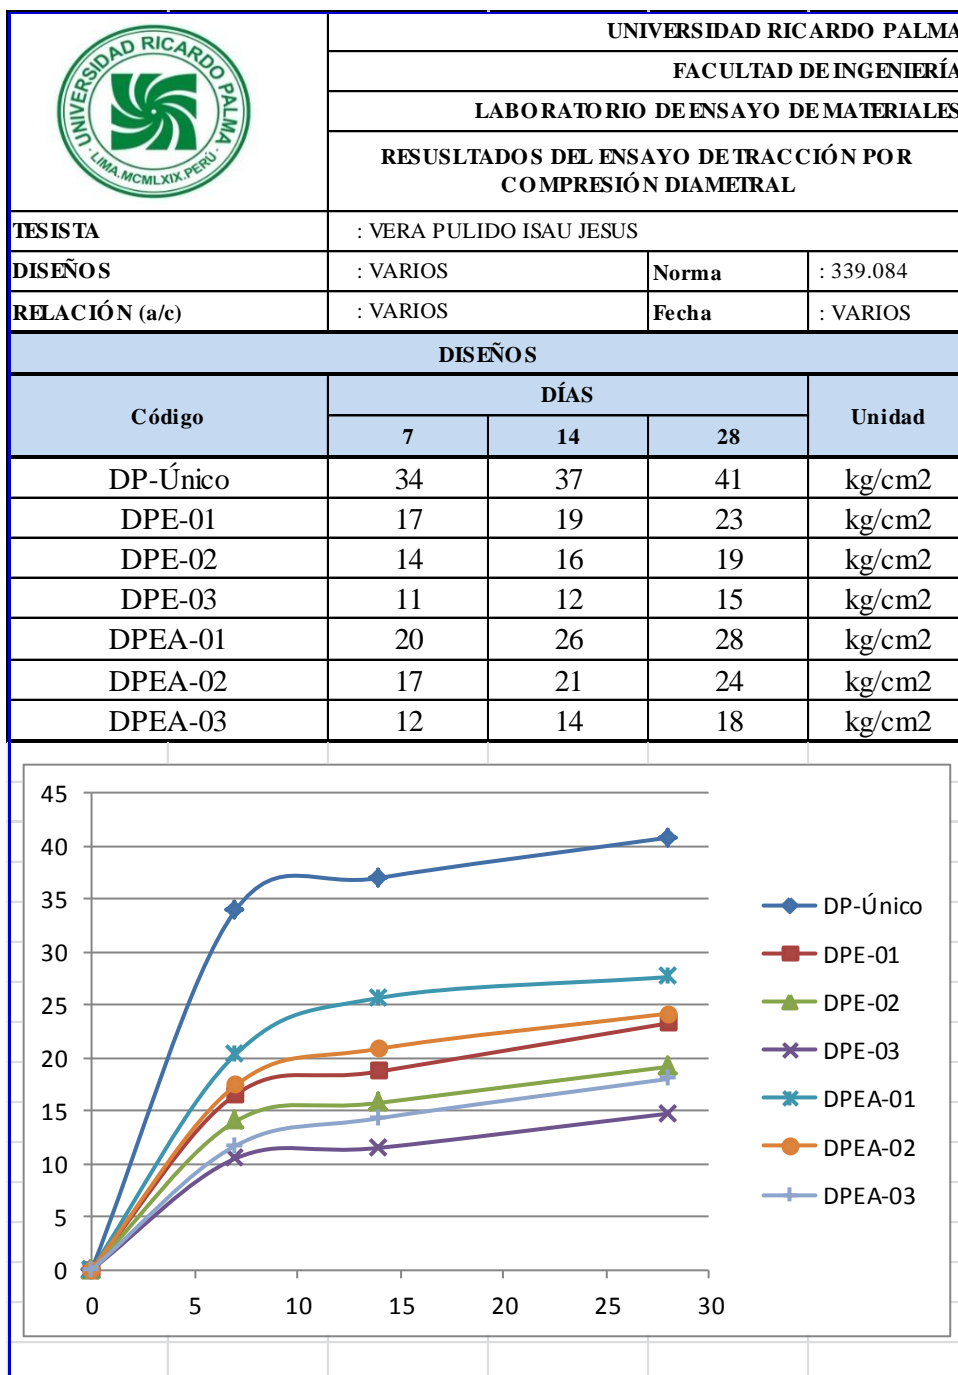 UNIVERSIDAD RICARDO PALMA
LIMA.MCMLXIX.PERÚ
UNIVERSIDAD RICARDO PALMA
FACULTAD DE INGENIERÍA
LABORATORIO DE ENSAYO DE MATERIALES
RESUSLTADOS DEL ENSAYO DE TRACCIÓN POR
COMPRESIÓN DIAMETRAL
TESISTA : VERA PULIDO ISAU JESUS
DISEÑOS : VARIOS Norma : 339.084
RELACIÓN (a/c) : VARIOS Fecha : VARIOS
DISEÑOS
Código DÍAS Unidad
7 14 28
DP-Único 34 37 41 kg/cm2
DPE-01 17 19 23 kg/cm2
DPE-02 14 16 19 kg/cm2
DPE-03 11 12 15 kg/cm2
DPEA-01 20 26 28 kg/cm2
DPEA-02 17 21 24 kg/cm2
DPEA-03 12 14 18 kg/cm2
45
40
35
30
25
20
15
10
5
0
0 5 10 15 20 25 30
DP-Único
DPE-01
DPE-02
DPE-03
DPEA-01
DPEA-02
DPEA-03